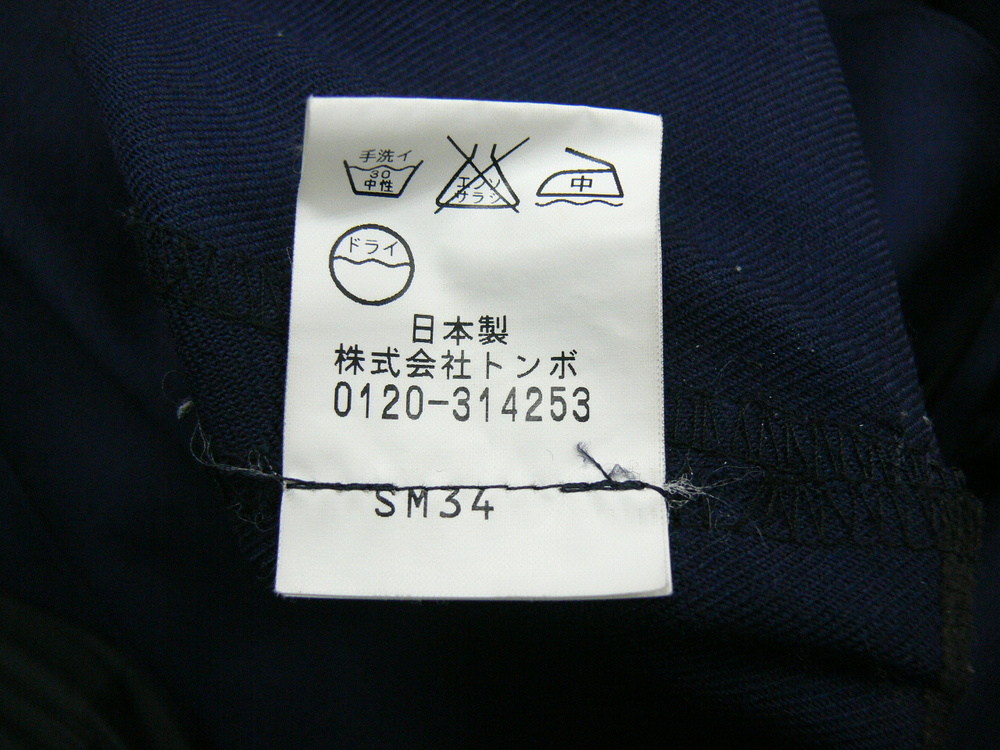 手洗イ
30
中性
エンソ
サラシ
中
ドライ
日本製
株式会社トンボ
0120-314253
SM34